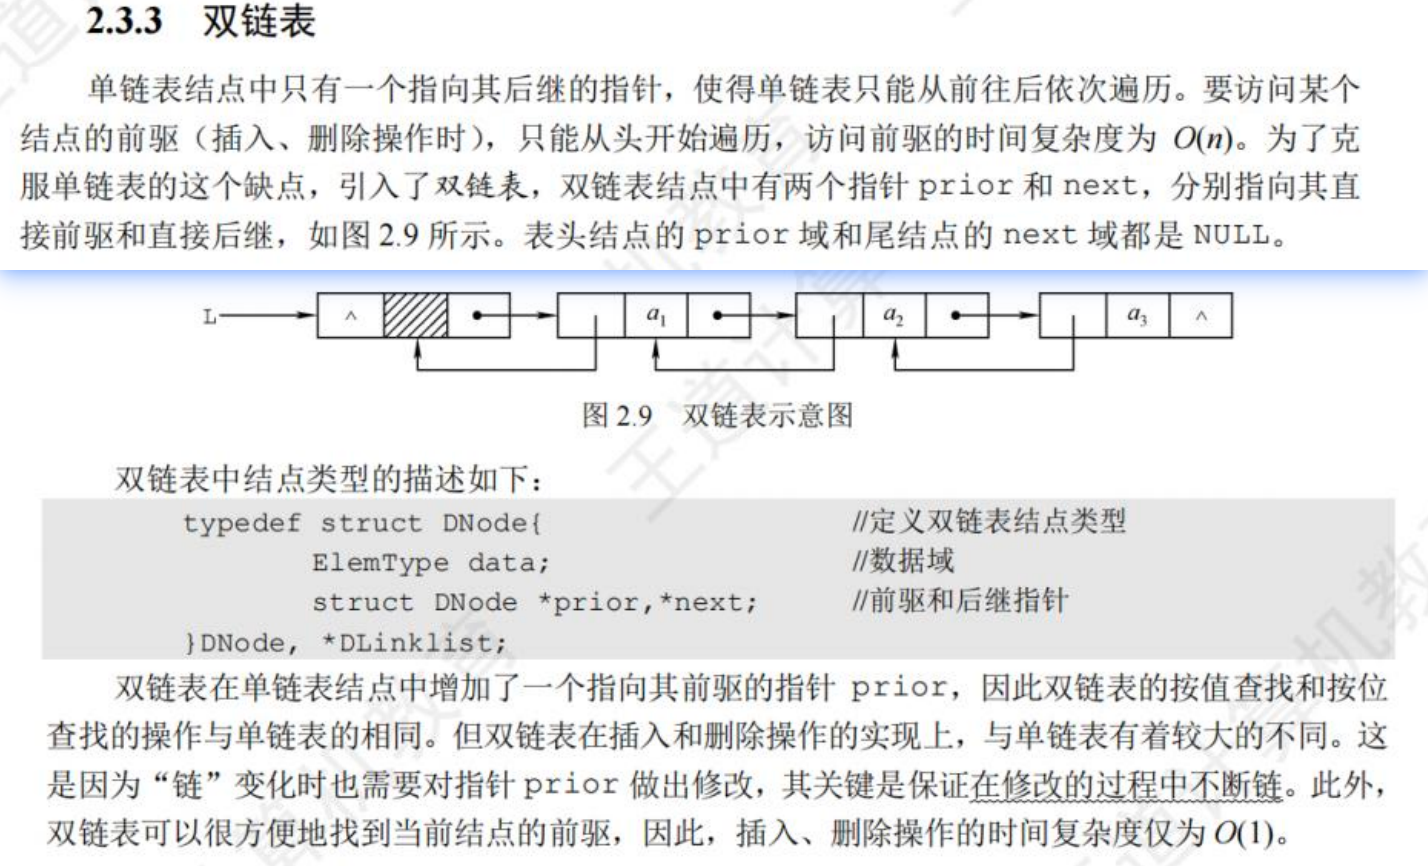 2.3.3 双链表
单链表结点中只有一个指向其后继的指针，使得单链表只能从前往后依次遍历。要访问某个
结点的前驱（插入、删除操作时），只能从头开始遍历，访问前驱的时间复杂度为 O(n)。为了克
服单链表的这个缺点，引入了双链表，双链表结点中有两个指针 prior 和 next，分别指向其直
接前驱和直接后继，如图 2.9 所示。表头结点的 prior 域和尾结点的 next 域都是 NULL。
L ∧ a₁ a₂ a₃ ∧
图 2.9 双链表示意图
双链表中结点类型的描述如下：
typedef struct DNode{ //定义双链表结点类型
ElemType data; //数据域
struct DNode *prior,*next; //前驱和后继指针
}DNode, *DLinklist;
双链表在单链表结点中增加了一个指向其前驱的指针 prior，因此双链表的按值查找和按位
查找的操作与单链表的相同。但双链表在插入和删除操作的实现上，与单链表有着较大的不同。这
是因为“链”变化时也需要对指针 prior 做出修改，其关键是保证在修改的过程中不断链。此外，
双链表可以很方便地找到当前结点的前驱，因此，插入、删除操作的时间复杂度仅为 O(1)。